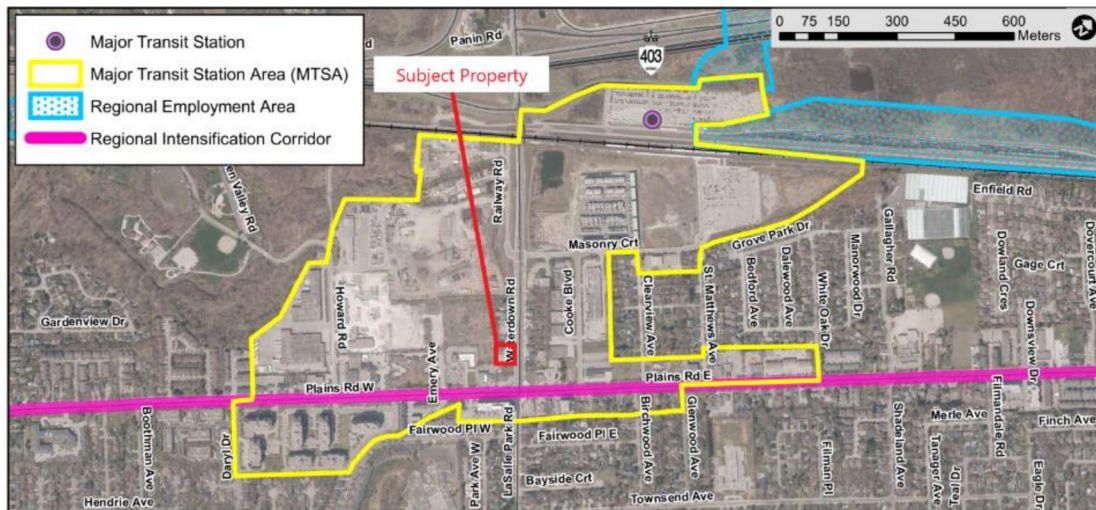 Major Transit Station
Major Transit Station Area (MTSA)
Regional Employment Area
Regional Intensification Corridor
Subject Property
Panin Rd
403
0 75 150 300 450 600
Meters
Railway Rd
en Valley Rd
Enfield Rd
Masonry Crt
Grove Park Dr
Gallagher Rd
Manorwood Dr
Dalewood Ave
Bedford Ave
White Oak Dr
St. Matthews Ave
Clearview Ave
Cooke Blvd
erdown Rd
Dowland Cres
Gage Crt
Dovercourt Ave
Downsview Dr
Gardenview Dr
Howard Rd
Emery Ave
Plains Rd W
Plains Rd E
Boothman Ave
Daryl Dr
Fairwood Pl W
Park Ave W
LaSalle Park Rd
Fairwood Pl E
Birchwood Ave
Glenwood Ave
Filman Pl
Shadeland Ave
Merle Ave
Tanager Ave
Teal Dr
Filmandale Rd
Finch Ave
Eagle Dr
Hendrie Ave
Bayside Crt
Townsend Ave